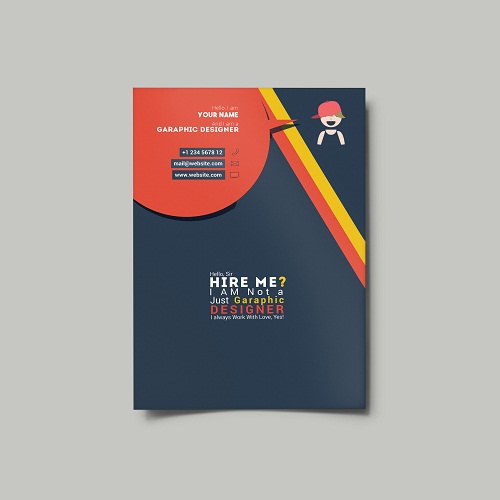 Hello, I am
YOUR NAME
And I am a
GARAPHIC DESIGNER
+1 234 5678 12
mail@website.com
www.website.com
Hello, Sir
HIRE ME?
I AM Not a
Just Garaphic
DESIGNER
I always Work With Love, Yes!